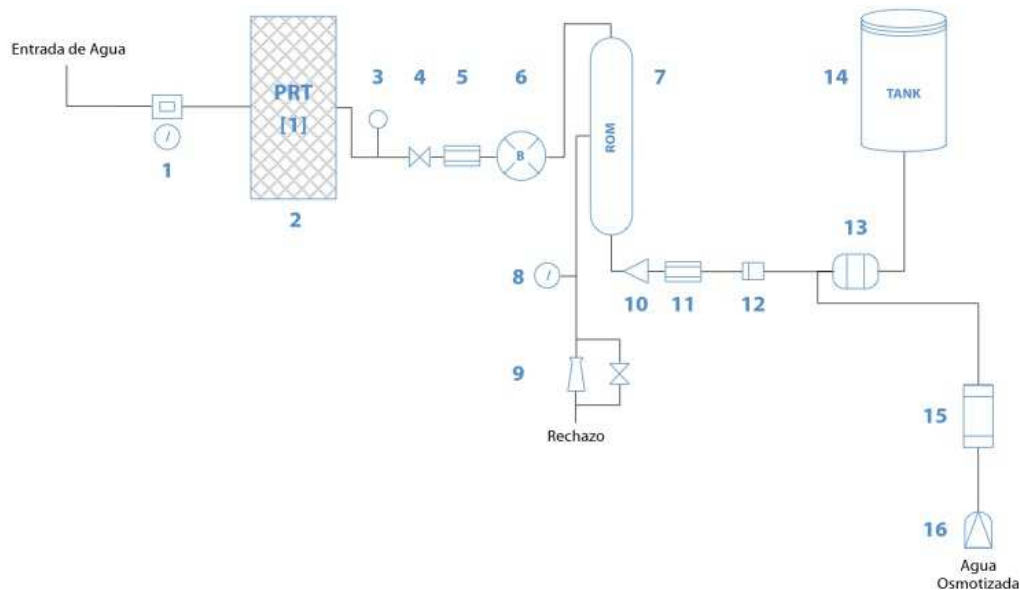 Entrada de Agua
PRT
[1]
1
2
3
4
5
6
B
7
ROM
14
TANK
13
8
I
I
10
11
12
9
Rechazo
15
16
Agua
Osmotizada